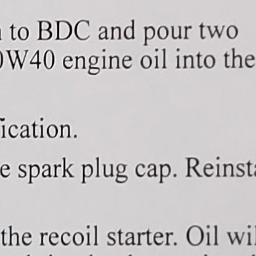 to BDC and pour two
0W40 engine oil into the
ication.
e spark plug cap. Reinsta
the recoil starter. Oil wil